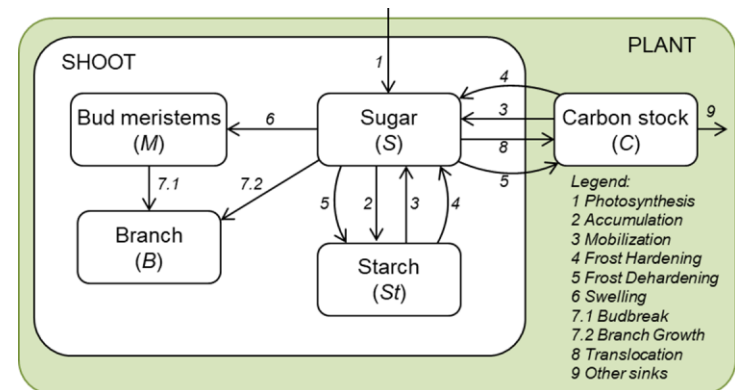 PLANT
SHOOT
1
4
Bud meristems
(M)
6
Sugar
(S)
3
8
Carbon stock
(C)
9
5
7.1
7.2
5
2
3
4
Branch
(B)
Starch
(St)
Legend:
1 Photosynthesis
2 Accumulation
3 Mobilization
4 Frost Hardening
5 Frost Dehardening
6 Swelling
7.1 Budbreak
7.2 Branch Growth
8 Translocation
9 Other sinks